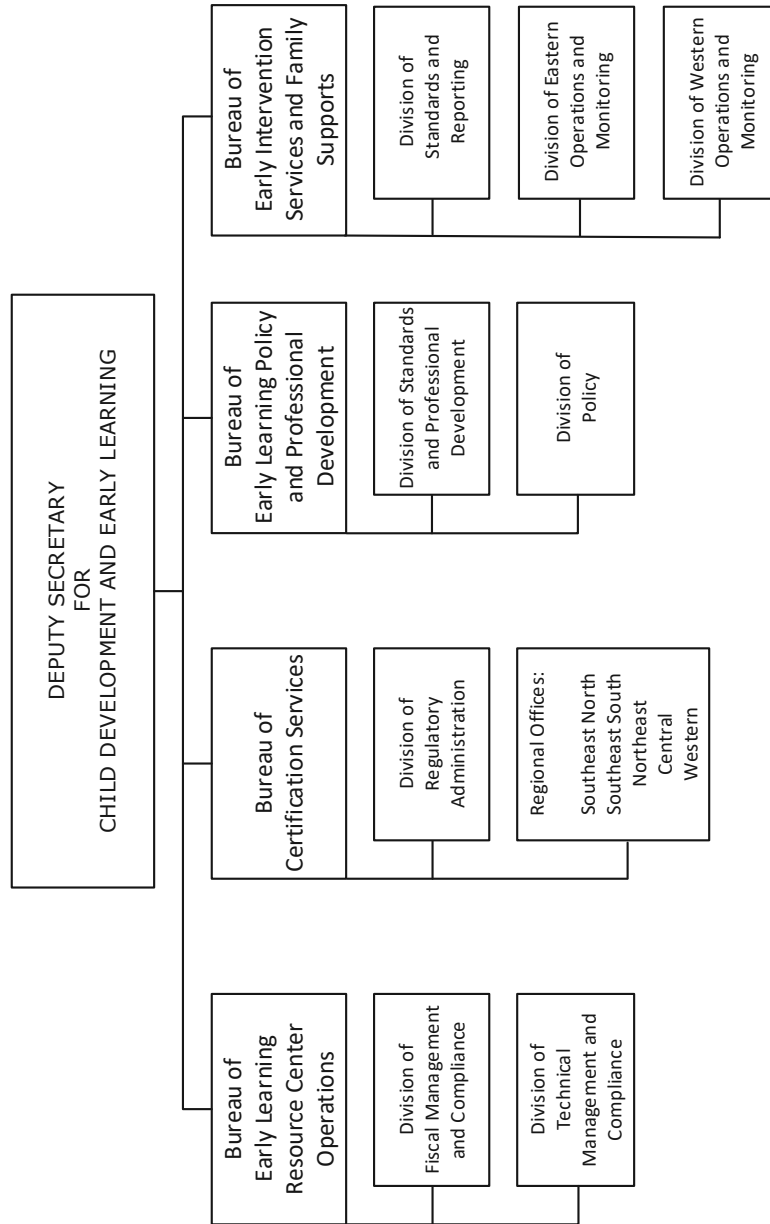 DEPUTY SECRETARY
FOR
CHILD DEVELOPMENT AND EARLY LEARNING
Bureau of
Early Learning
Resource Center
Operations
Division of
Fiscal Management
and Compliance
Division of
Technical
Management and
Compliance
Bureau of
Certification Services
Division of
Regulatory
Administration
Regional Offices:
Southeast North
Southeast South
Northeast
Central
Western
Bureau of
Early Learning Policy
and Professional
Development
Division of Standards
and Professional
Development
Division of
Policy
Bureau of
Early Intervention
Services and Family
Supports
Division of
Standards and
Reporting
Division of Eastern
Operations and
Monitoring
Division of Western
Operations and
Monitoring